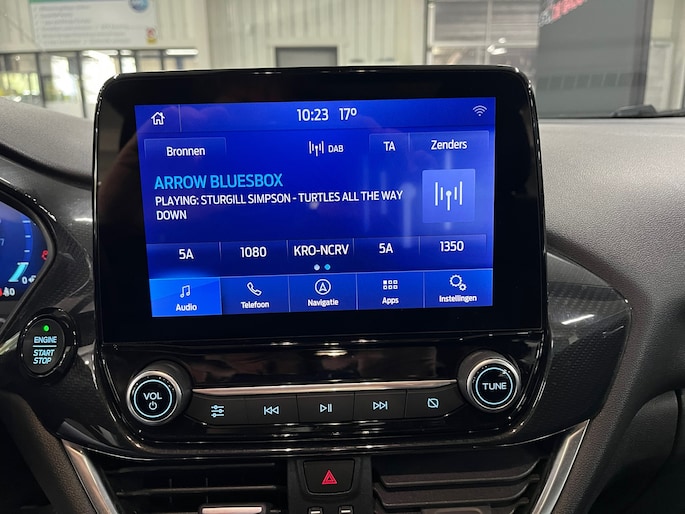 10:23 17°
Bronnen DAB TA Zenders
ARROW BLUESBOX
PLAYING: STURGILL SIMPSON - TURTLES ALL THE WAY
DOWN
5A 1080 KRO-NCRV 5A 1350
Audio Telefoon Navigatie Apps Instellingen
ENGINE
START
STOP
VOL
TUNE